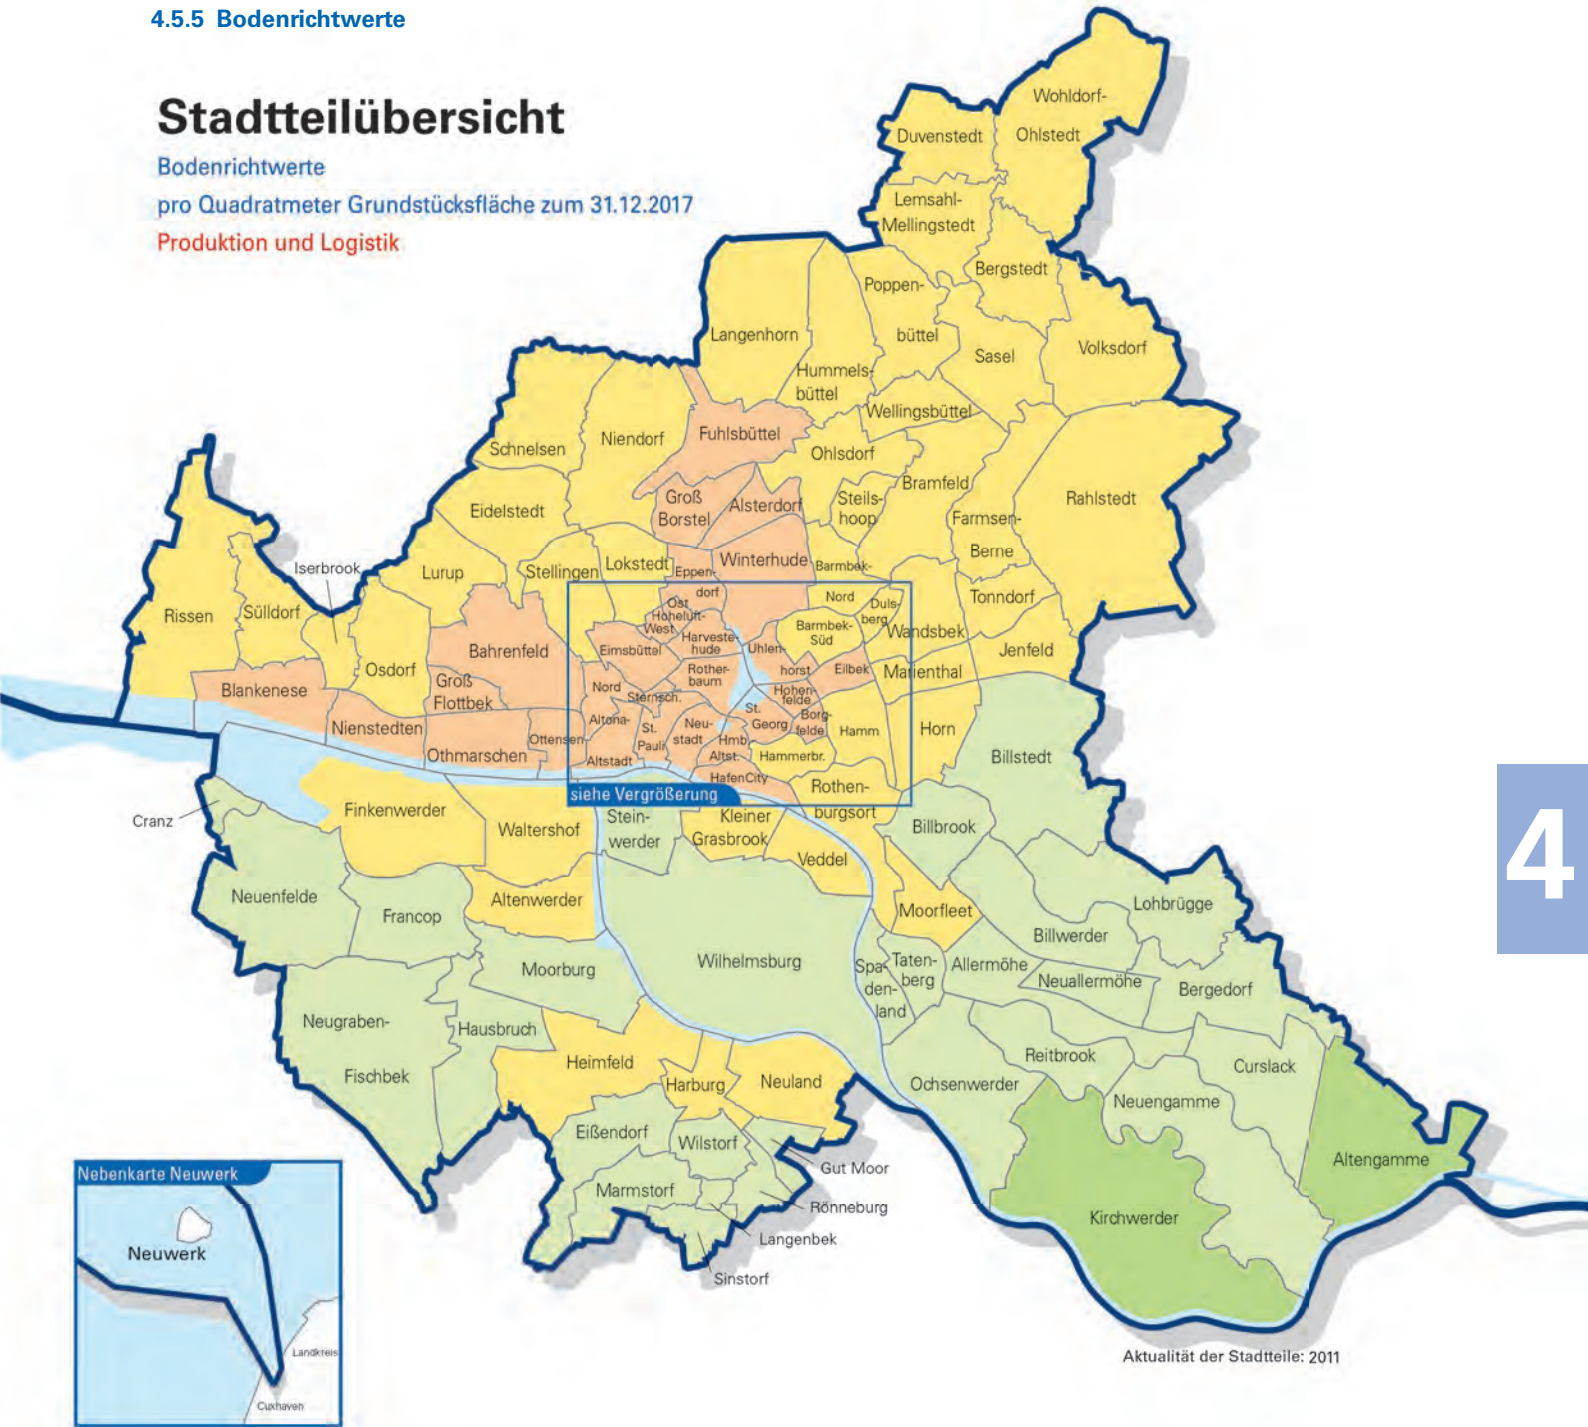 4.5.5 Bodenrichtwerte
Stadtteilübersicht
Bodenrichtwerte
pro Quadratmeter Grundstücksfläche zum 31.12.2017
Produktion und Logistik
Wohldorf-
Ohlstedt
Duvenstedt
Lemsahl-
Mellingstedt
Bergstedt
Poppen-
büttel
Langenhorn
Hummels-
büttel
Sasel
Volksdorf
Wellingsbüttel
Schnelsen
Niendorf
Fuhlsbüttel
Ohlsdorf
Bramfeld
Rahlstedt
Eidelstedt
Groß
Borstel
Alsterdorf
Steils-
hoop
Farmsen-
Berne
Iserbrook
Lurup
Stellingen
Lokstedt
Eppen-
dorf
Winterhude
Barmbek-
Nord
Tonndorf
Rissen
Sülldorf
Osdorf
Bahrenfeld
Ost
Hoheluft-
West
Duls-
berg
Barmbek-
Süd
Wandsbek
Jenfeld
Eimsbüttel
Harveste-
hude
Uhlen-
horst
Eilbek
Marienthal
Blankenese
Groß
Flottbek
Nord
Sternsch.
Rother-
baum
Hohen-
felde
Nienstedten
Othmarschen
Ottensen
Altona-
Altstadt
St.
Pauli
Neu-
stadt
St.
Georg
Borg-
felde
Hamm
Horn
Hmb.
Altst.
Hammerbr.
HafenCity
Billstedt
siehe Vergrößerung
Rothen-
burgsort
Cranz
Finkenwerder
Waltershof
Stein-
werder
Kleiner
Grasbrook
Veddel
Billbrook
Neuenfelde
Francop
Altenwerder
Moorfleet
Lohbrügge
Billwerder
Moorburg
Wilhelmsburg
Spa-
den-
land
Taten-
berg
Allermöhe
Neuallermöhe
Bergedorf
Neugraben-
Fischbek
Hausbruch
Heimfeld
Harburg
Neuland
Ochsenwerder
Reitbrook
Curslack
Neuengamme
Eißendorf
Wilstorf
Gut Moor
Altengamme
Marmstorf
Rönneburg
Kirchwerder
Langenbek
Sinstorf
Nebenkarte Neuwerk
Neuwerk
Landkreis
Cuxhaven
Aktualität der Stadtteile: 2011
4